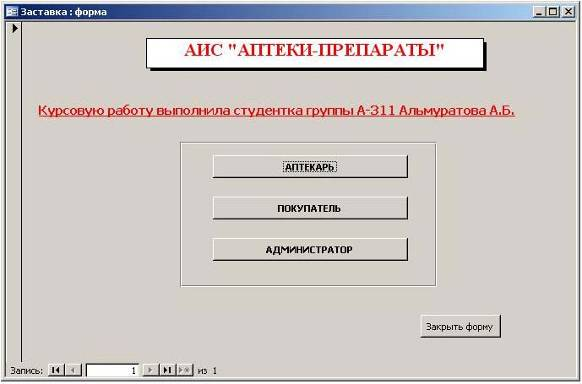 Заставка : форма
АИС "АПТЕКИ-ПРЕПАРАТЫ"
Курсовую работу выполнила студентка группы А-311 Альмуратова А.Б.
АПТЕКАРЬ
ПОКУПАТЕЛЬ
АДМИНИСТРАТОР
Закрыть форму
Запись: 1 из 1